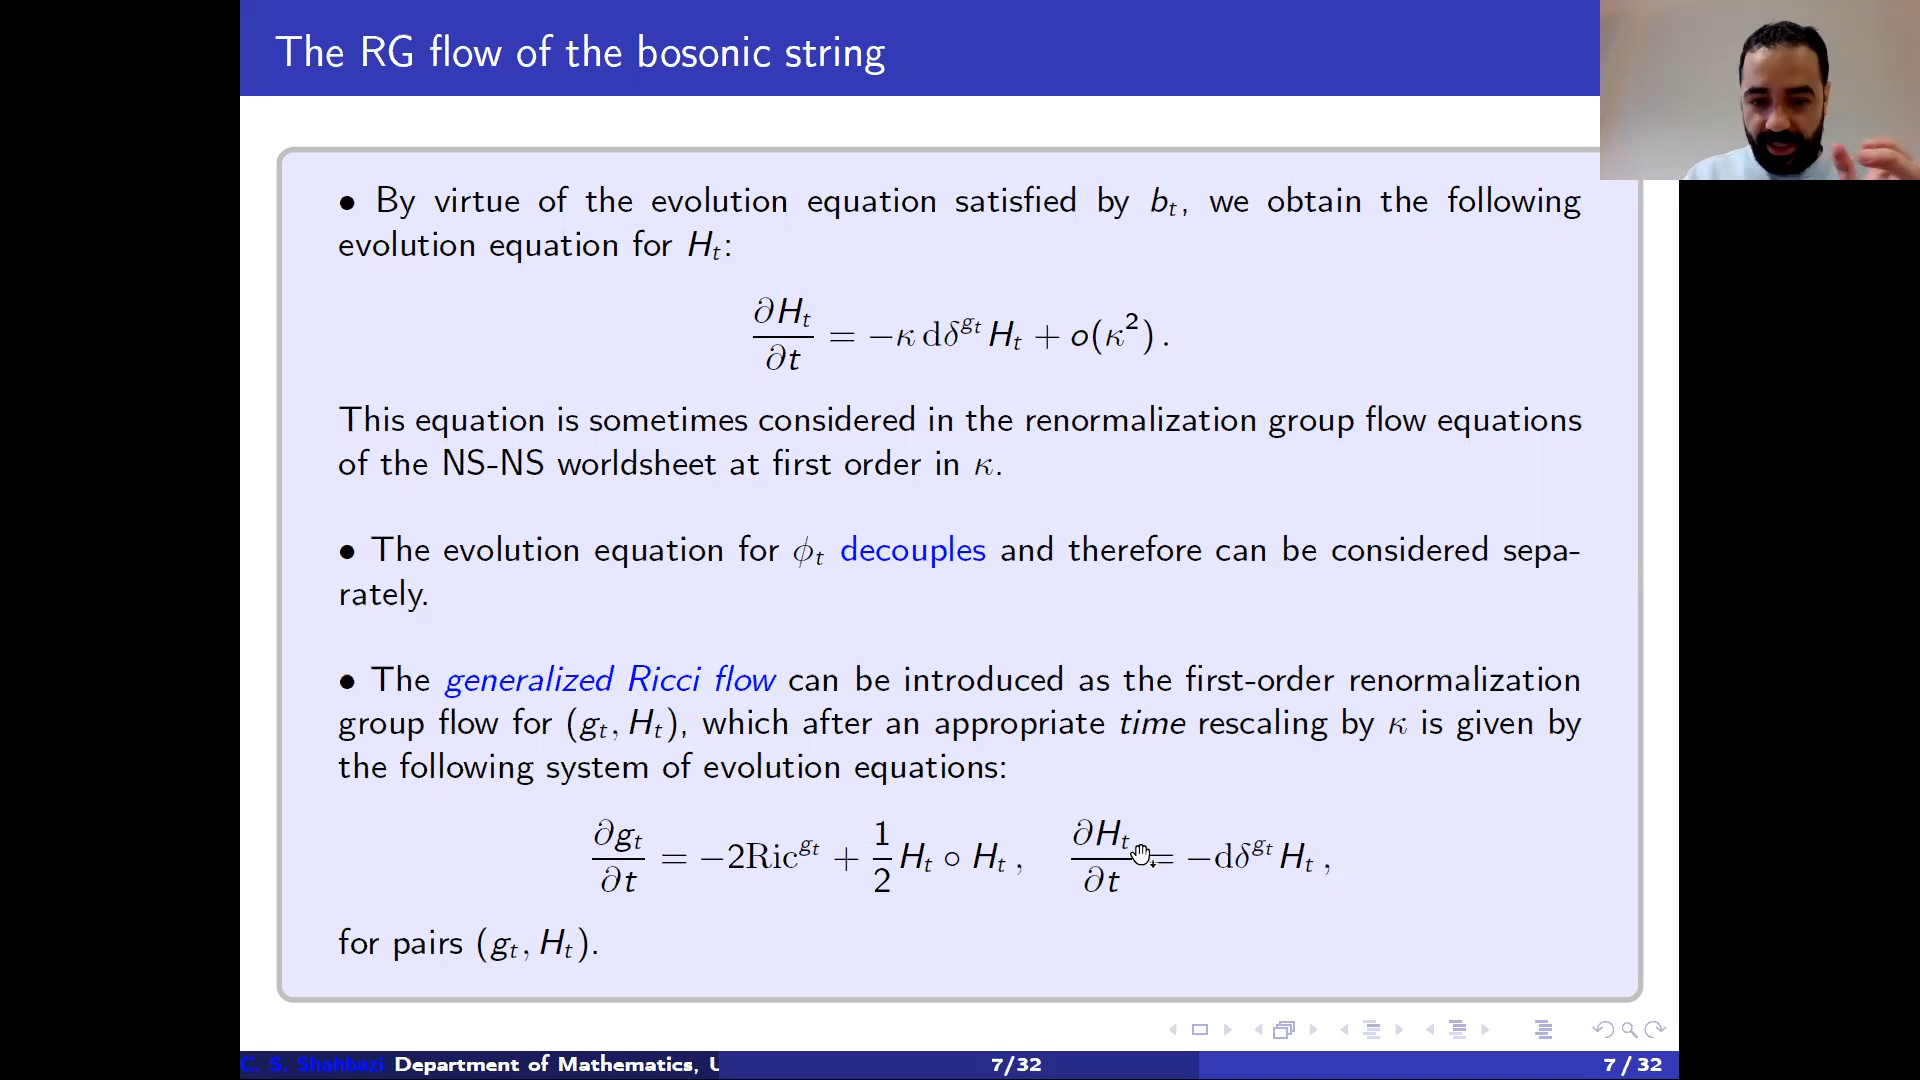 The RG flow of the bosonic string
• By virtue of the evolution equation satisfied by b_t, we obtain the following
evolution equation for H_t:
∂H_t/∂t = −κ dδ^{g_t} H_t + o(κ²).
This equation is sometimes considered in the renormalization group flow equations
of the NS-NS worldsheet at first order in κ.
• The evolution equation for ϕ_t decouples and therefore can be considered sepa-
rately.
• The generalized Ricci flow can be introduced as the first-order renormalization
group flow for (g_t, H_t), which after an appropriate time rescaling by κ is given by
the following system of evolution equations:
∂g_t/∂t = −2Ric^{g_t} + 1/2 H_t ∘ H_t , ∂H_t/∂t = −dδ^{g_t} H_t ,
for pairs (g_t, H_t).
C. S. Shahbazi Department of Mathematics, U 7/32 7 / 32